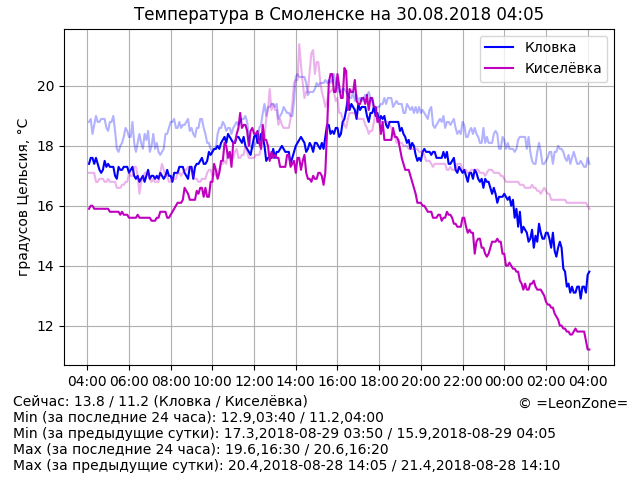 Температура в Смоленске на 30.08.2018 04:05
Кловка
Киселёвка
градусов Цельсия, °C
20
18
16
14
12
04:00 06:00 08:00 10:00 12:00 14:00 16:00 18:00 20:00 22:00 00:00 02:00 04:00
Сейчас: 13.8 / 11.2 (Кловка / Киселёвка)
© =LeonZone=
Min (за последние 24 часа): 12.9,03:40 / 11.2,04:00
Min (за предыдущие сутки): 17.3,2018-08-29 03:50 / 15.9,2018-08-29 04:05
Max (за последние 24 часа): 19.6,16:30 / 20.6,16:20
Max (за предыдущие сутки): 20.4,2018-08-28 14:05 / 21.4,2018-08-28 14:10